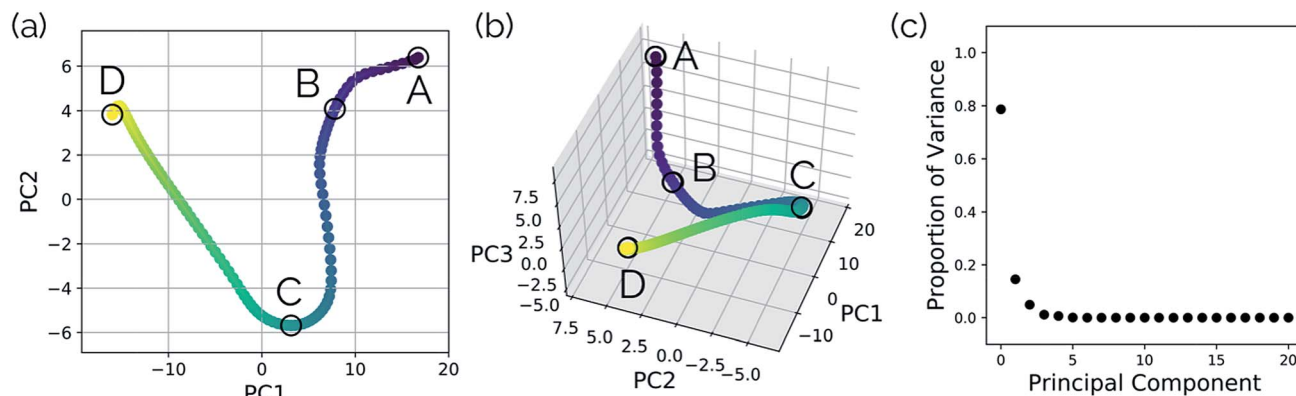 (a)
D
B
A
C
6
4
2
0
−2
−4
−6
PC2
−10
0
10
20
PC1
(b)
A
B
C
D
7.5
5.0
2.5
0.0
−2.5
−5.0
PC3
7.5
5.0
2.5
0.0
−2.5
−5.0
PC2
20
10
0
−10
PC1
(c)
1.0
0.8
0.6
0.4
0.2
0.0
Proportion of Variance
0
5
10
15
20
Principal Component